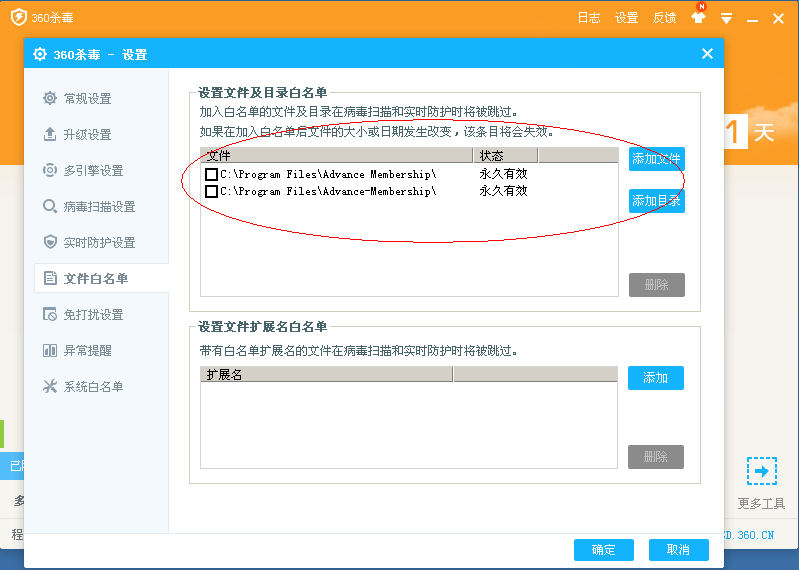 360杀毒
日志 设置 反馈
N
360杀毒 - 设置
常规设置
升级设置
多引擎设置
病毒扫描设置
实时防护设置
文件白名单
免打扰设置
异常提醒
系统白名单
设置文件及目录白名单
加入白名单的文件及目录在病毒扫描和实时防护时将被跳过。
如果在加入白名单后文件的大小或日期发生改变，该条目将会失效。
文件 状态
C:\Program Files\Advance Membership\ 永久有效
C:\Program Files\Advance-Membership\ 永久有效
添加文件
添加目录
删除
设置文件扩展名白名单
带有白名单扩展名的文件在病毒扫描和实时防护时将被跳过。
扩展名
添加
删除
确定 取消
1 天
更多工具
D.360.CN
多
程